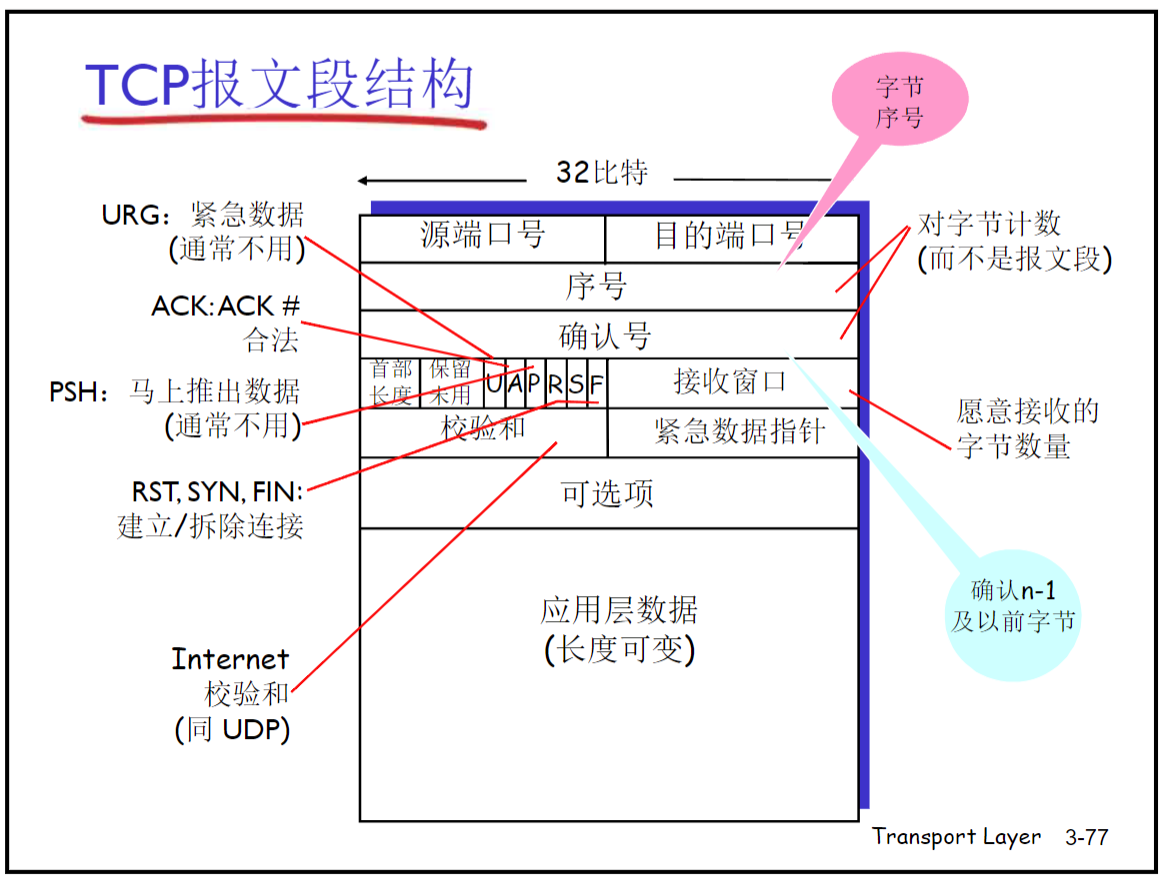 TCP报文段结构
字节
序号
32比特
URG：紧急数据
(通常不用)
ACK:ACK #
合法
PSH：马上推出数据
(通常不用)
RST, SYN, FIN:
建立/拆除连接
Internet
校验和
(同 UDP)
源端口号
目的端口号
序号
确认号
首部
长度
保留
未用
U A P R S F
接收窗口
校验和
紧急数据指针
可选项
应用层数据
(长度可变)
对字节计数
(而不是报文段)
愿意接收的
字节数量
确认n-1
及以前字节
Transport Layer 3-77